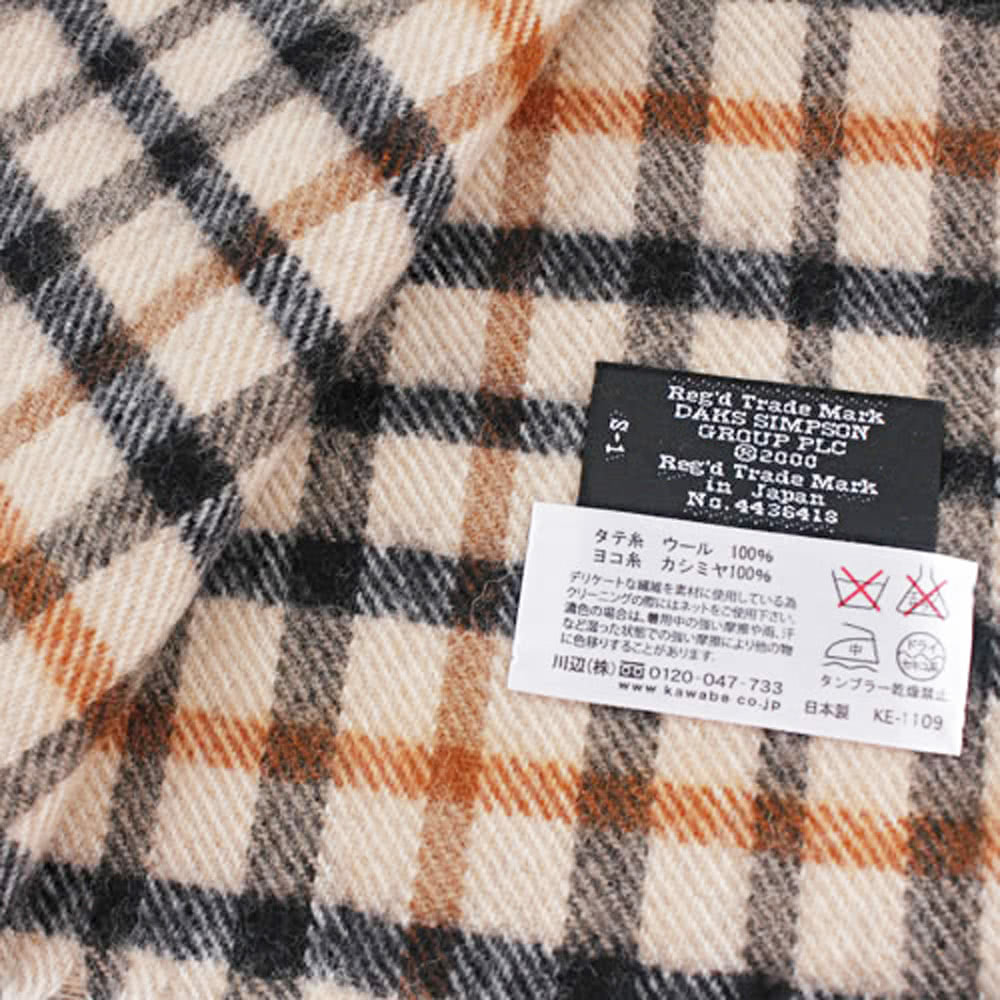 Reg'd Trade Mark
DAKS SIMPSON
GROUP PLC
®2000
Reg'd Trade Mark
in Japan
No. 4436418
S-1
タテ糸 ウール 100%
ヨコ糸 カシミヤ100%
デリケートな繊維を素材に使用している為
クリーニングの際にはネットをご使用下さい。
濃色の場合は、着用中の強い摩擦や雨、汗
など湿った状態での強い摩擦により他の物
に色移りすることがあります。
川辺(株) 0120-047-733
www.kawabe co.jp
中
ドライ
セキユ系
タンブラー乾燥禁止
日本製 KE-1109